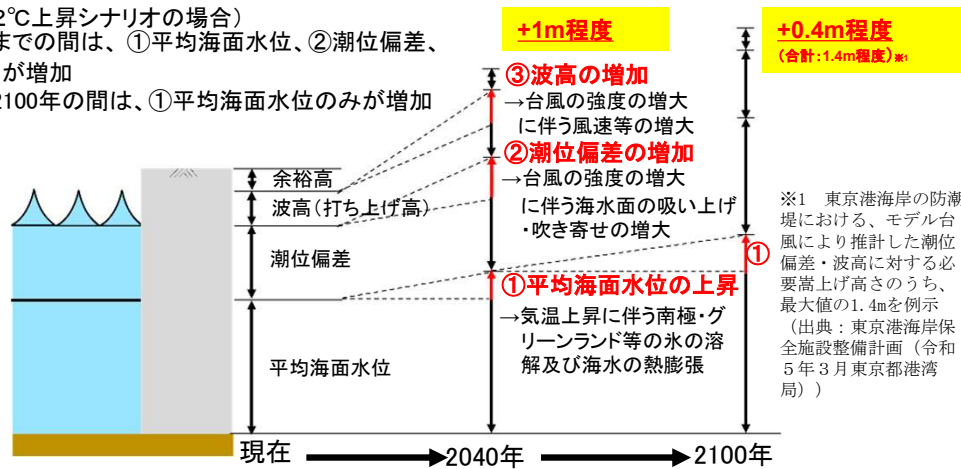 2℃上昇シナリオの場合）
までの間は、①平均海面水位、②潮位偏差、
が増加
2100年の間は、①平均海面水位のみが増加
+1m程度
+0.4m程度
(合計:1.4m程度)※1
③波高の増加
→台風の強度の増大
に伴う風速等の増大
②潮位偏差の増加
→台風の強度の増大
に伴う海水面の吸い上げ
・吹き寄せの増大
①平均海面水位の上昇
→気温上昇に伴う南極・グ
リーンランド等の氷の溶
解及び海水の熱膨張
①
余裕高
波高(打ち上げ高)
潮位偏差
平均海面水位
※1 東京港海岸の防潮
堤における、モデル台
風により推計した潮位
偏差・波高に対する必
要嵩上げ高さのうち、
最大値の1.4mを例示
（出典：東京港海岸保
全施設整備計画（令和
５年３月東京都港湾
局））
現在
2040年
2100年